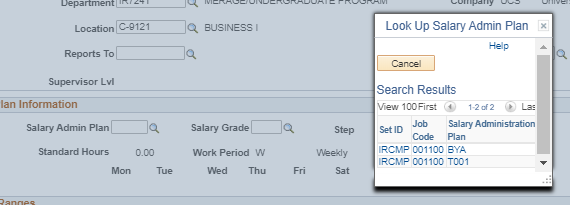 Department IR7241 MERAGE/UNDERGRADUATE PROGRAM Company UCS Univers
Location C-9121 BUSINESS I
Reports To
Supervisor Lvl
lan Information
Salary Admin Plan Salary Grade Step
Standard Hours 0.00 Work Period W Weekly
Mon Tue Wed Thu Fri Sat
Ranges
Look Up Salary Admin Plan
Help
Cancel
Search Results
View 100 First 1-2 of 2 Las
Set ID Job Code Salary Administration Plan
IRCMP 001100 BYA
IRCMP 001100 T001